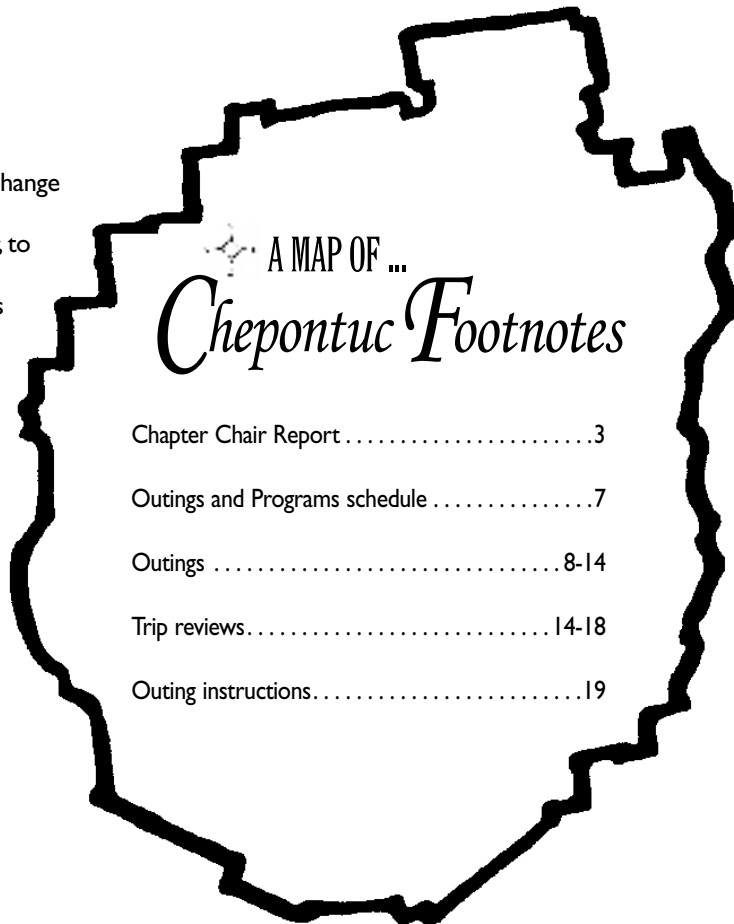 hange
to
s
A MAP OF ...
Chepontuc Footnotes
Chapter Chair Report . . . . . . . . . . . . . . . . . . . . . . .3
Outings and Programs schedule . . . . . . . . . . . . . . .7
Outings . . . . . . . . . . . . . . . . . . . . . . . . . . . . . . . . 8-14
Trip reviews. . . . . . . . . . . . . . . . . . . . . . . . . . . . 14-18
Outing instructions. . . . . . . . . . . . . . . . . . . . . . . . .19